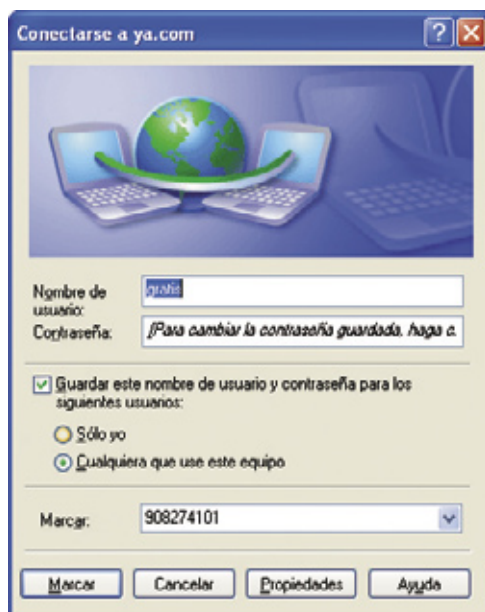 Conectarse a ya.com
Nombre de
usuario:
gratis
Contraseña:
[Para cambiar la contraseña guardada, haga c.
Guardar este nombre de usuario y contraseña para los
siguientes usuarios:
Sólo yo
Cualquiera que use este equipo
Marcar:
908274101
Marcar
Cancelar
Propiedades
Ayuda